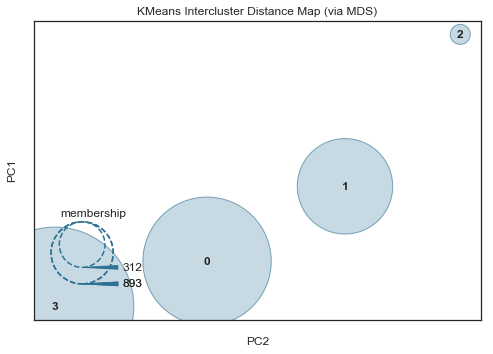 KMeans Intercluster Distance Map (via MDS)
2
PC1
1
membership
0
312
893
3
PC2